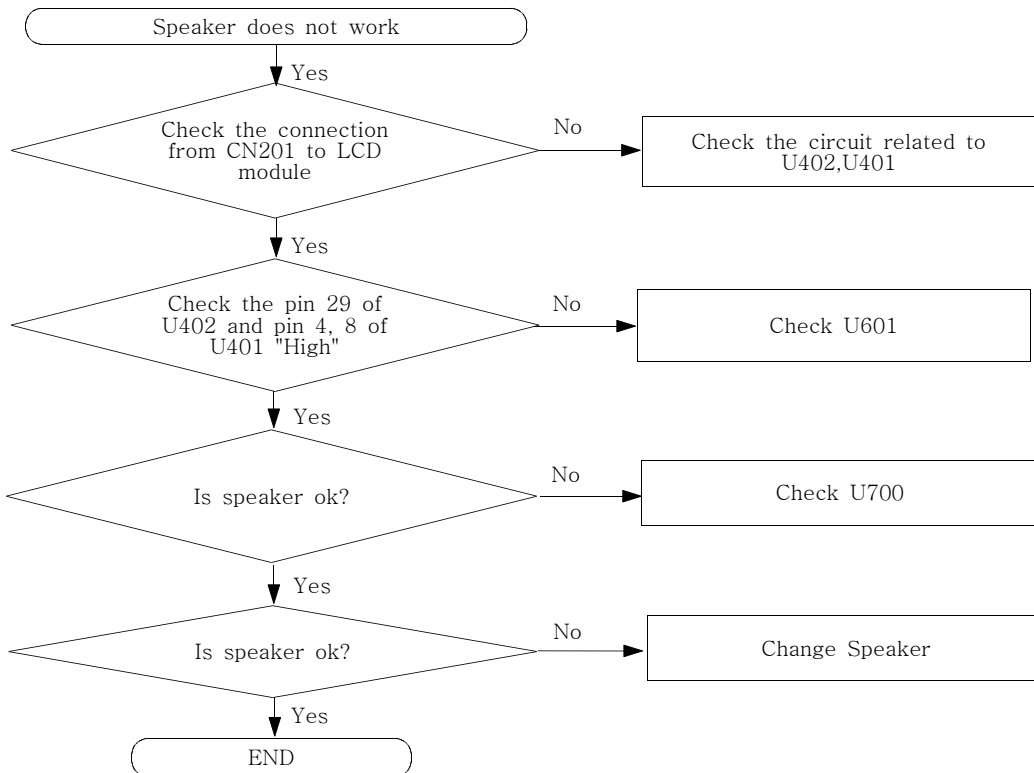 Speaker does not work
Yes
Check the connection
from CN201 to LCD
module
No
Check the circuit related to
U402,U401
Yes
Check the pin 29 of
U402 and pin 4, 8 of
U401 "High"
No
Check U601
Yes
Is speaker ok?
No
Check U700
Yes
Is speaker ok?
No
Change Speaker
Yes
END